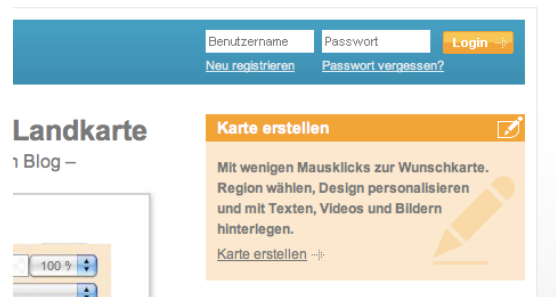 Benutzername Passwort Login
Neu registrieren Passwort vergessen?
Landkarte
n Blog –
Karte erstellen
Mit wenigen Mausklicks zur Wunschkarte.
Region wählen, Design personalisieren
und mit Texten, Videos und Bildern
hinterlegen.
Karte erstellen
100 %